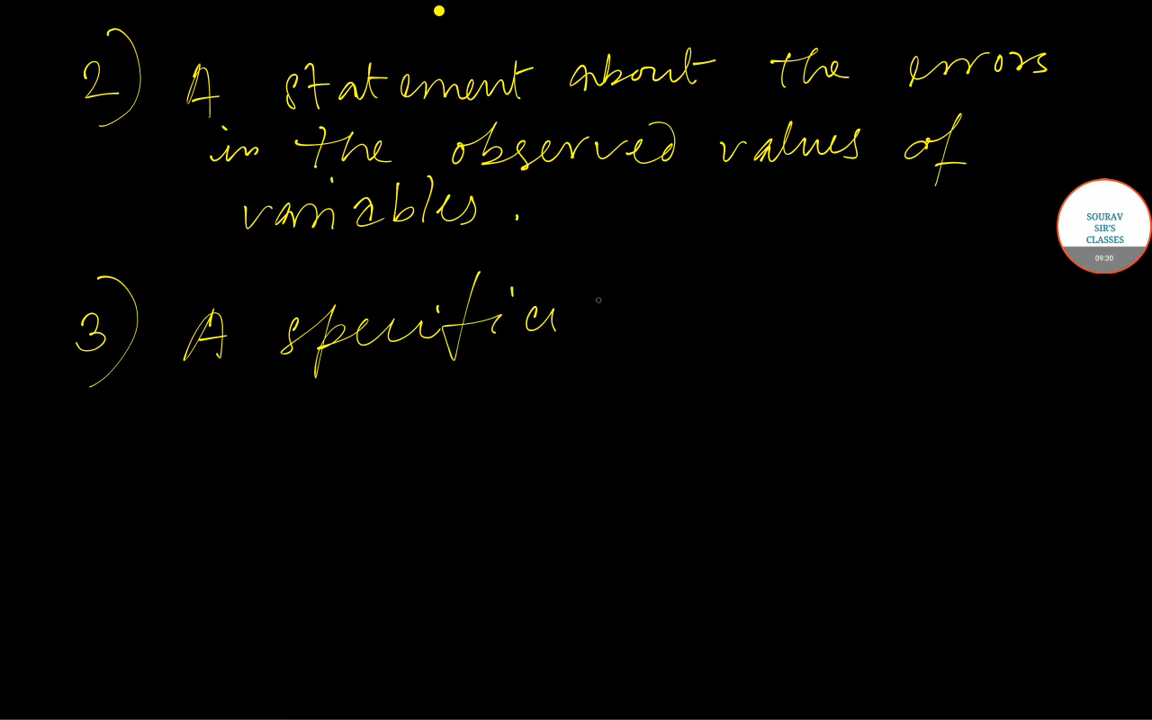 2) A statement about the errors
in the observed values of
variables.
SOURAV
SIR'S
CLASSES
09:30
3) A specifica